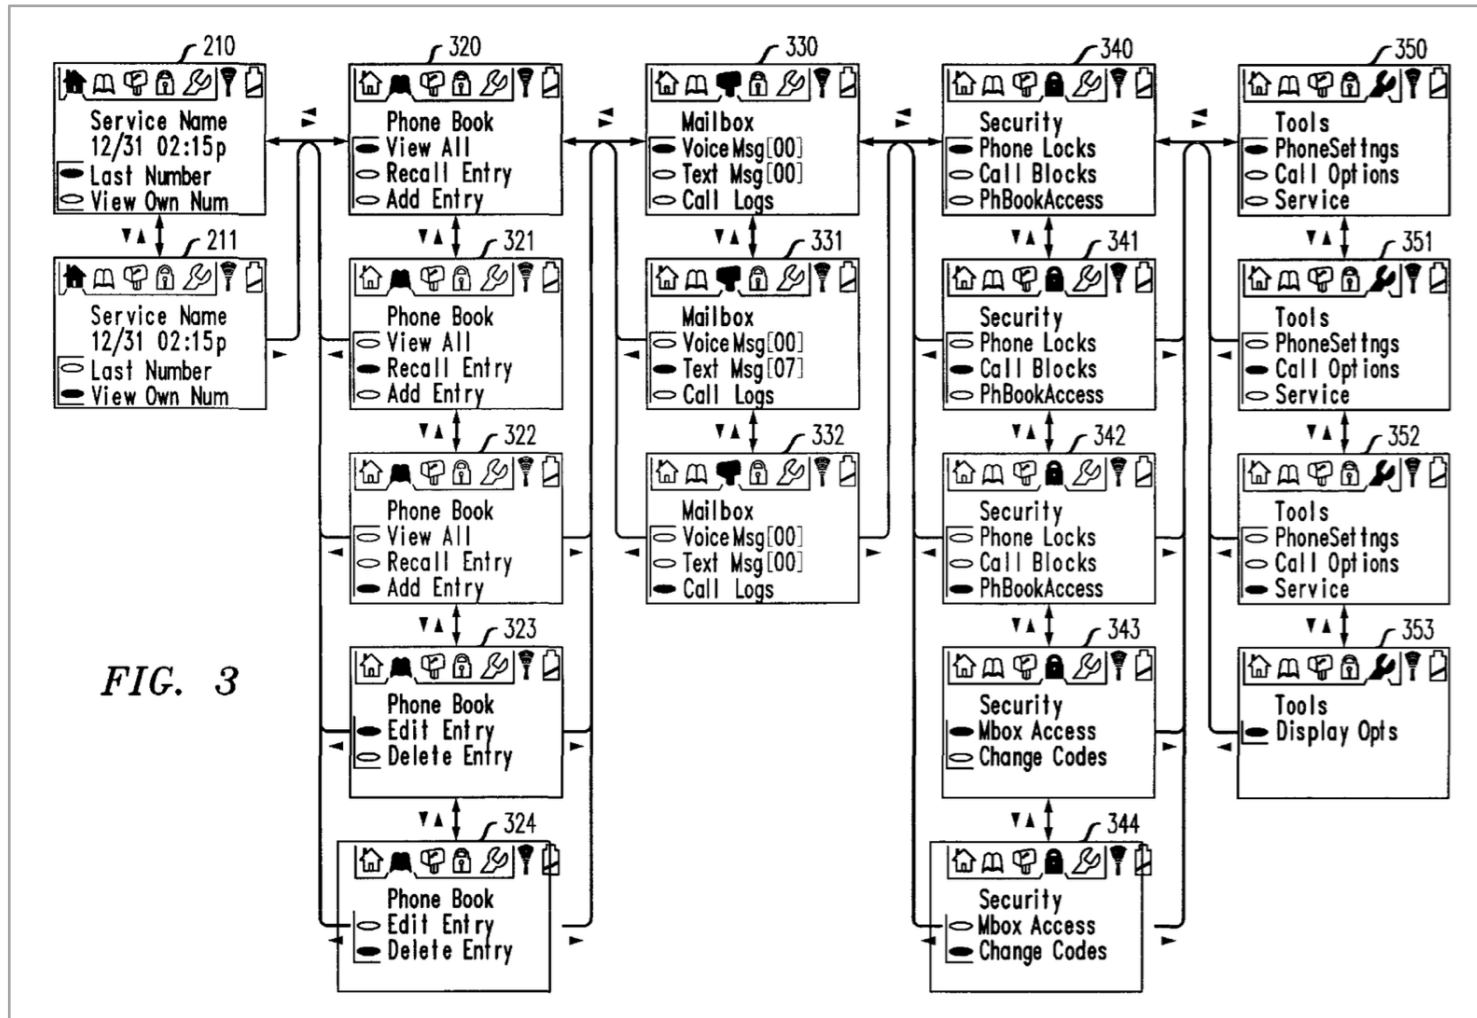 210
Service Name
12/31 02:15p
Last Number
View Own Num
211
Service Name
12/31 02:15p
Last Number
View Own Num
320
Phone Book
View All
Recall Entry
Add Entry
321
Phone Book
View All
Recall Entry
Add Entry
322
Phone Book
View All
Recall Entry
Add Entry
323
Phone Book
Edit Entry
Delete Entry
324
Phone Book
Edit Entry
Delete Entry
330
Mailbox
VoiceMsg[00]
Text Msg[00]
Call Logs
331
Mailbox
VoiceMsg[00]
Text Msg[07]
Call Logs
332
Mailbox
VoiceMsg[00]
Text Msg[00]
Call Logs
340
Security
Phone Locks
Call Blocks
PhBookAccess
341
Security
Phone Locks
Call Blocks
PhBookAccess
342
Security
Phone Locks
Call Blocks
PhBookAccess
343
Security
Mbox Access
Change Codes
344
Security
Mbox Access
Change Codes
350
Tools
PhoneSettngs
Call Options
Service
351
Tools
PhoneSettngs
Call Options
Service
352
Tools
PhoneSettngs
Call Options
Service
353
Tools
Display Opts
FIG. 3